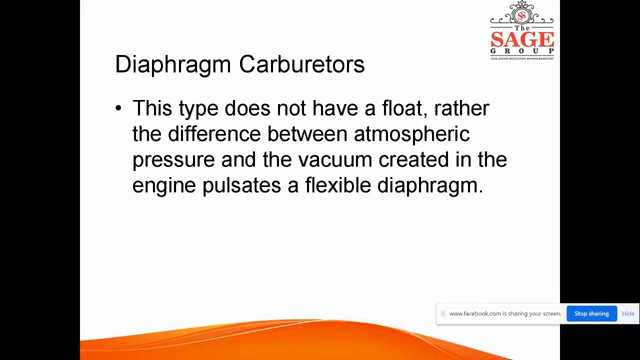 The
SAGE
GROUP
Diaphragm Carburetors
• This type does not have a float, rather
the difference between atmospheric
pressure and the vacuum created in the
engine pulsates a flexible diaphragm.
www.facebook.com is sharing your screen.
Stop sharing
Hide